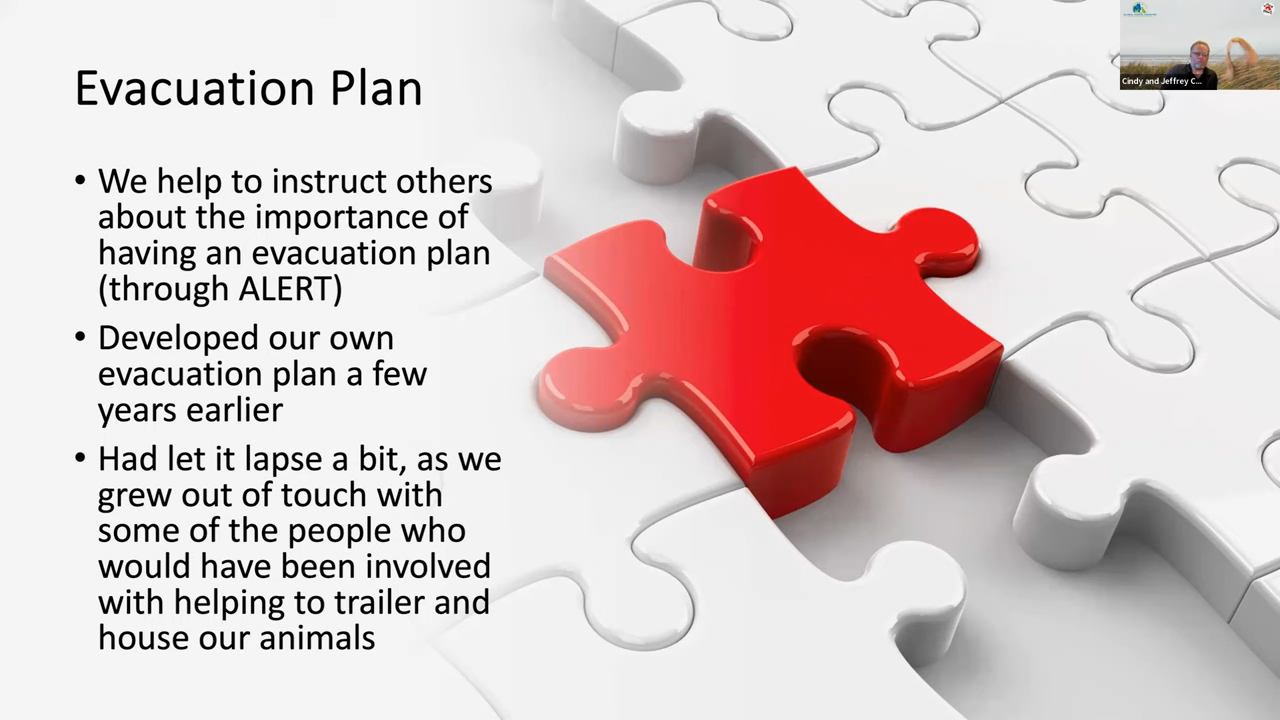 Evacuation Plan
• We help to instruct others
about the importance of
having an evacuation plan
(through ALERT)
• Developed our own
evacuation plan a few
years earlier
• Had let it lapse a bit, as we
grew out of touch with
some of the people who
would have been involved
with helping to trailer and
house our animals
Cindy and Jeffrey C...